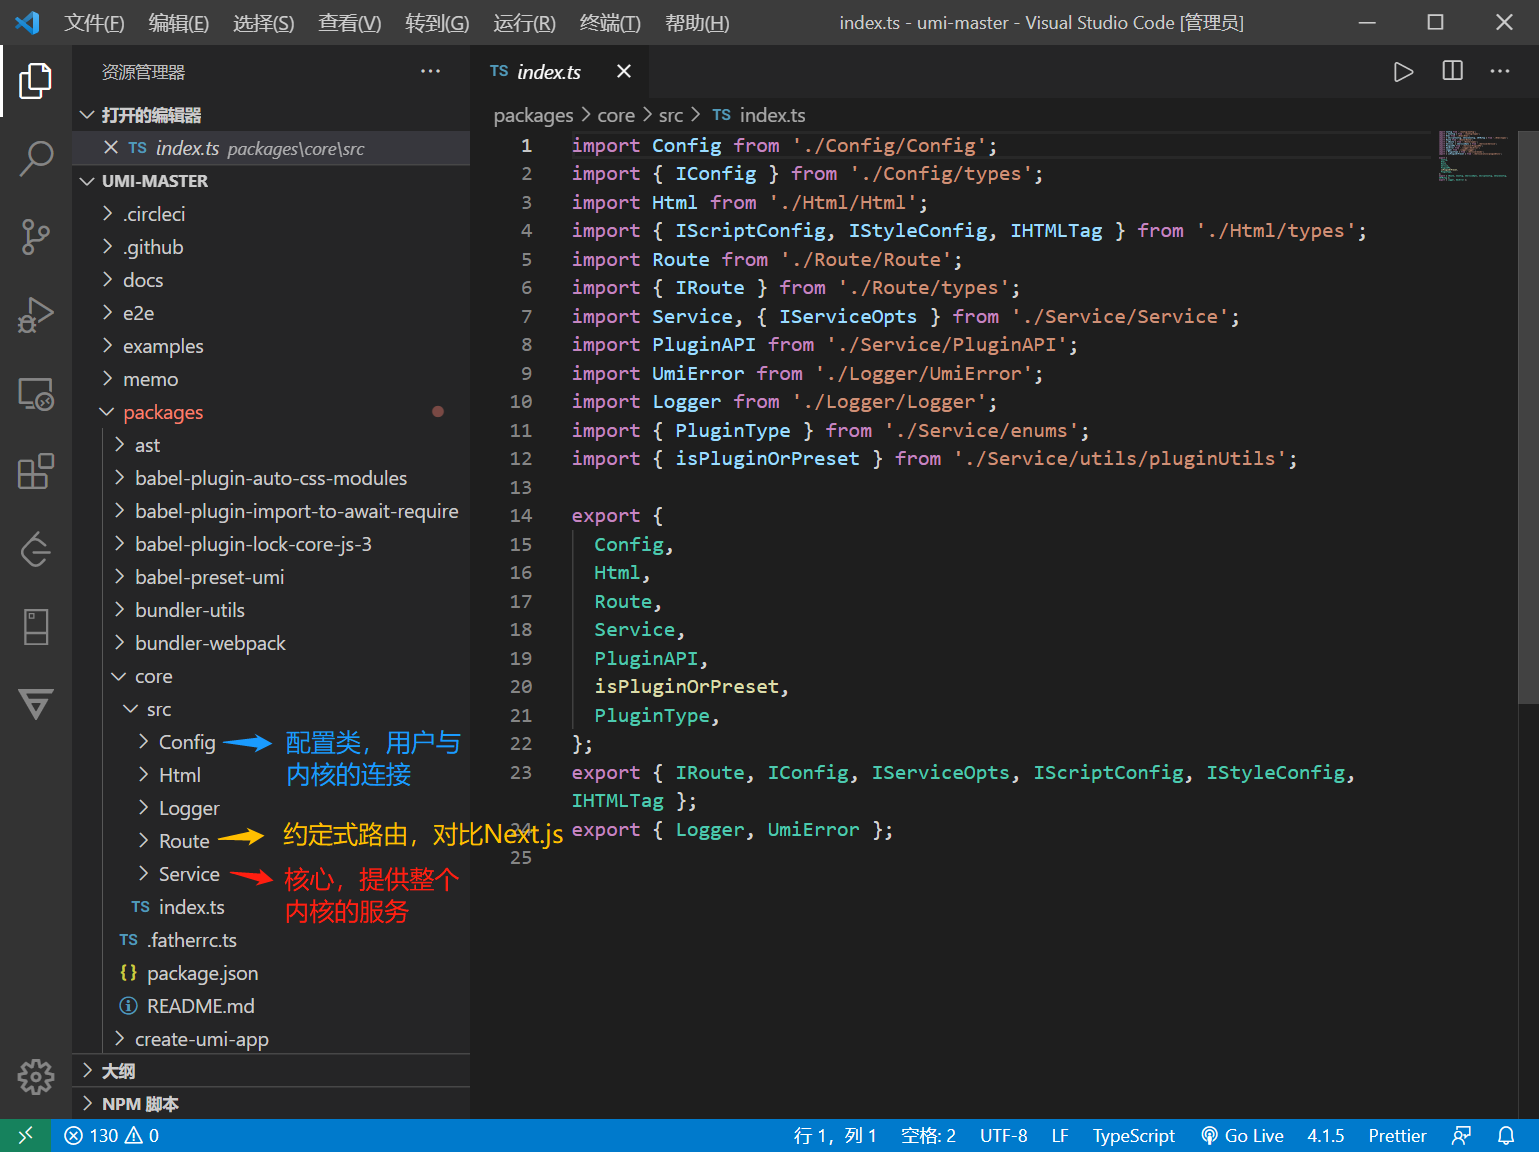 文件(F) 编辑(E) 选择(S) 查看(V) 转到(G) 运行(R) 终端(T) 帮助(H) index.ts - umi-master - Visual Studio Code [管理员]
资源管理器
打开的编辑器
TS index.ts packages\core\src
UMI-MASTER
.circleci
.github
docs
e2e
examples
memo
packages
ast
babel-plugin-auto-css-modules
babel-plugin-import-to-await-require
babel-plugin-lock-core-js-3
babel-preset-umi
bundler-utils
bundler-webpack
core
src
Config
配置类，用户与
内核的连接
Html
Logger
Route
约定式路由，对比Next.js
Service
核心，提供整个
内核的服务
TS index.ts
TS .fatherrc.ts
{} package.json
README.md
create-umi-app
大纲
NPM 脚本
TS index.ts
packages > core > src > TS index.ts
1 import Config from './Config/Config';
2 import { IConfig } from './Config/types';
3 import Html from './Html/Html';
4 import { IScriptConfig, IStyleConfig, IHTMLTag } from './Html/types';
5 import Route from './Route/Route';
6 import { IRoute } from './Route/types';
7 import Service, { IServiceOpts } from './Service/Service';
8 import PluginAPI from './Service/PluginAPI';
9 import UmiError from './Logger/UmiError';
10 import Logger from './Logger/Logger';
11 import { PluginType } from './Service/enums';
12 import { isPluginOrPreset } from './Service/utils/pluginUtils';
13
14 export {
15 Config,
16 Html,
17 Route,
18 Service,
19 PluginAPI,
20 isPluginOrPreset,
21 PluginType,
22 };
23 export { IRoute, IConfig, IServiceOpts, IScriptConfig, IStyleConfig,
IHTMLTag };
24 export { Logger, UmiError };
25
130 0 行 1，列 1 空格: 2 UTF-8 LF TypeScript Go Live 4.1.5 Prettier